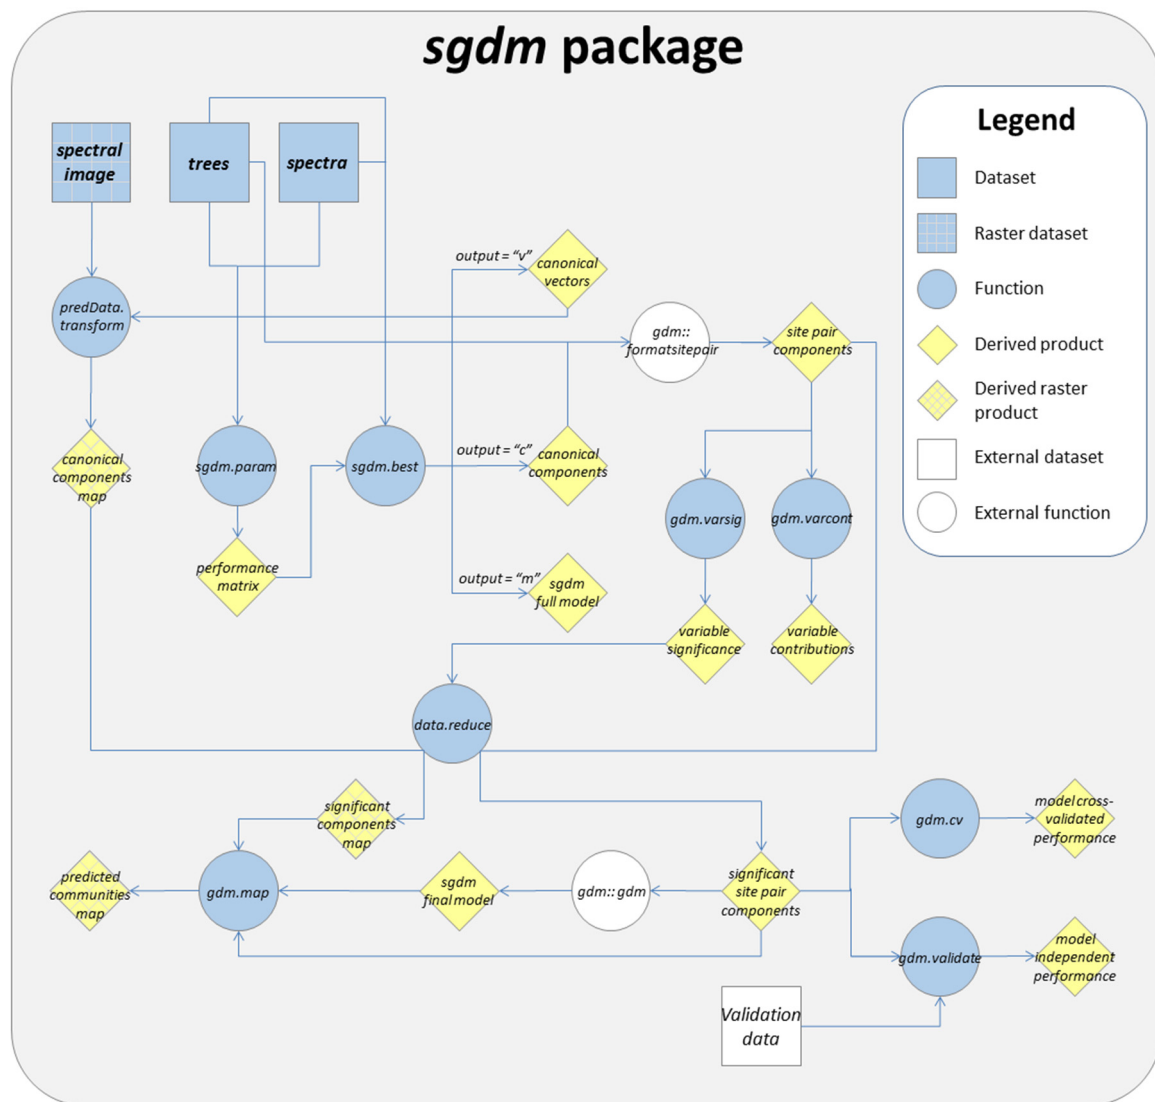 sgdm package
Legend
Dataset
Raster dataset
Function
Derived product
Derived raster
product
External dataset
External function
spectral
image
trees
spectra
output = “v”
canonical
vectors
predData.
transform
gdm::
formatsitepair
site pair
components
canonical
components
map
sgdm.param
sgdm.best
output = “c”
canonical
components
gdm.varsig
gdm.varcont
performance
matrix
output = “m”
sgdm
full model
variable
significance
variable
contributions
data.reduce
significant
components
map
gdm.cv
model cross-
validated
performance
predicted
communities
map
gdm.map
sgdm
final model
gdm::gdm
significant
site pair
components
gdm.validate
model
independent
performance
Validation
data